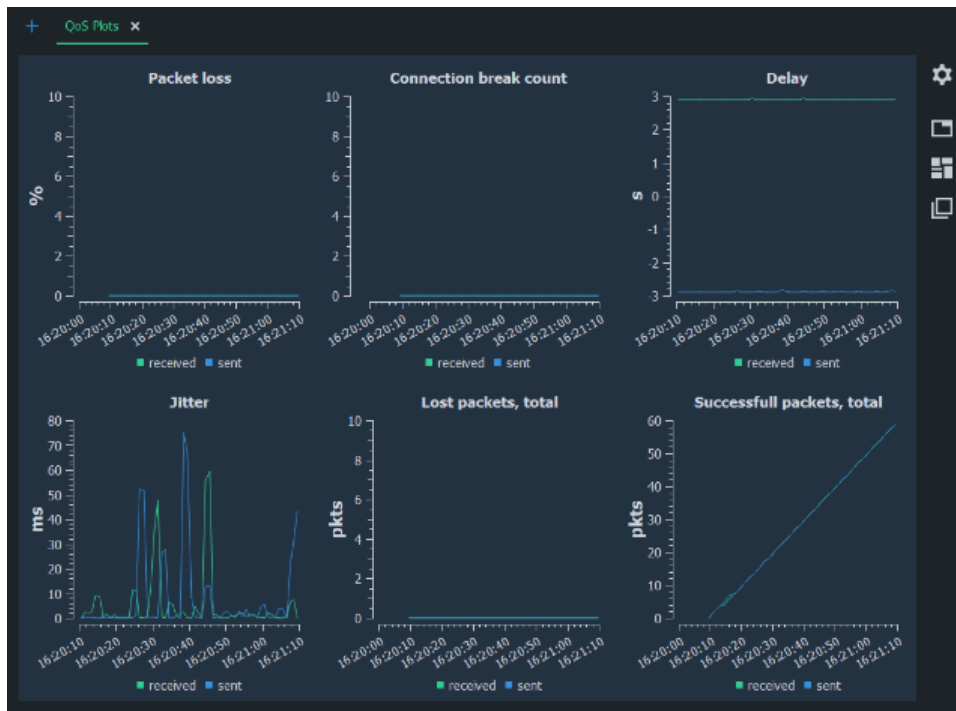 + QoS Plots ×
Packet loss
10
8
6
4
2
0
%
16:20:00 16:20:10 16:20:20 16:20:30 16:20:40 16:20:50 16:21:00 16:21:10
received sent
Connection break count
10
8
6
4
2
0
16:20:00 16:20:10 16:20:20 16:20:30 16:20:40 16:20:50 16:21:00 16:21:10
received sent
Delay
3
2
1
0
-1
-2
-3
s
16:20:10 16:20:20 16:20:30 16:20:40 16:20:50 16:21:00 16:21:10
received sent
Jitter
80
70
60
50
40
30
20
10
0
ms
16:20:10 16:20:20 16:20:30 16:20:40 16:20:50 16:21:00 16:21:10
received sent
Lost packets, total
10
8
6
4
2
0
pkts
16:20:00 16:20:10 16:20:20 16:20:30 16:20:40 16:20:50 16:21:00 16:21:10
received sent
Successfull packets, total
60
50
40
30
20
10
0
pkts
16:20:00 16:20:10 16:20:20 16:20:30 16:20:40 16:20:50 16:21:00 16:21:10
received sent